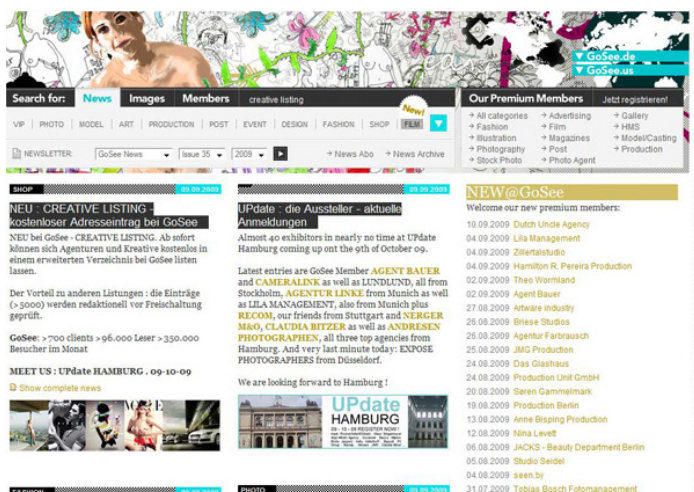 ▼ GoSee.de
▼ GoSee.us
Search for: News Images Members creative listing
New!
VIP | PHOTO | MODEL | ART | PRODUCTION | POST | EVENT | DESIGN | FASHION | SHOP | FILM
NEWSLETTER: GoSee News Issue 35 2009 → News Abo → News Archive
Our Premium Members Jetzt registrieren!
→ All categories → Advertising → Gallery
→ Fashion → Film → HMS
→ Illustration → Magazines → Model/Casting
→ Photography → Post → Production
→ Stock Photo → Photo Agent
SHOP 09.09.2009
NEU : CREATIVE LISTING -
kostenloser Adresseintrag bei GoSee
NEU bei GoSee - CREATIVE LISTING. Ab sofort
können sich Agenturen und Kreative kostenlos in
einem erweiterten Verzeichnis bei GoSee listen
lassen.
Der Vorteil zu anderen Listungen : die Einträge
(> 5000) werden redaktionell vor Freischaltung
geprüft.
GoSee: > 700 clients > 96.000 Leser > 350.000
Besucher im Monat
MEET US : UPdate HAMBURG . 09-10-09
Show complete news
09.09.2009
UPdate : die Aussteller - aktuelle
Anmeldungen
Almost 40 exhibitors in nearly no time at UPdate
Hamburg coming up ont the 9th of October 09.
Latest entries are GoSee Member AGENT BAUER
and CAMERALINK as well as LUNDLUND, all from
Stockholm, AGENTUR LINKE from Munich as well
as LILA MANAGEMENT, also from Munich plus
RECOM, our friends from Stuttgart and NERGER
M&O, CLAUDIA BITZER as well as ANDRESEN
PHOTOGRAPHEN, all three top agencies from
Hamburg. And very last minute today: EXPOSE
PHOTOGRAPHERS from Düsseldorf.
We are looking forward to Hamburg !
UPdate
HAMBURG
09 - 10 - 09 REGISTER NOW!
NEW@GoSee
Welcome our new premium members:
10.09.2009 Dutch Uncle Agency
04.09.2009 Lila Management
04.09.2009 Zillertalstudio
04.09.2009 Hamilton R. Pereira Production
02.09.2009 Theo Wormland
02.09.2009 Agent Bauer
27.08.2009 Artware industry
26.08.2009 Briese Studios
26.08.2009 Agentur Farbrausch
25.08.2009 JMG Production
24.08.2009 Das Glashaus
24.08.2009 Production Unit GmbH
20.08.2009 Søren Gammelmark
19.08.2009 Production Berlin
13.08.2009 Anne Bisping Production
12.08.2009 Nina Levett
06.08.2009 JACKS - Beauty Department Berlin
05.08.2009 Studio Seidel
04.08.2009 seen.by
31.07.2009 Tobias Bosch Fotomanagement
FASHION 09.09.2009
PHOTO 09.09.2009